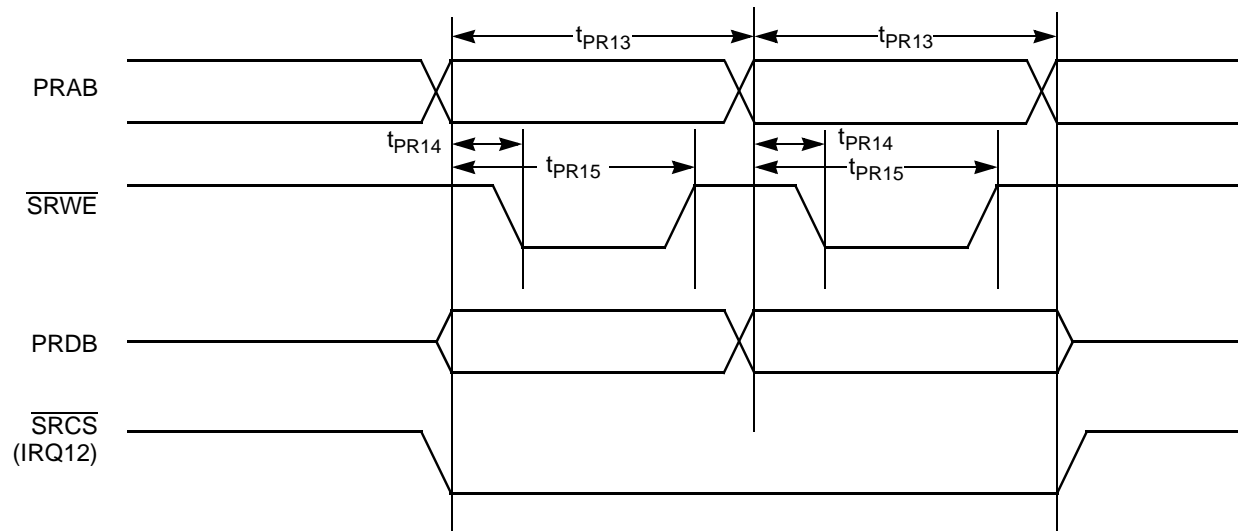 tPR13 tPR13
PRAB
tPR14 tPR14
tPR15 tPR15
SRWE
PRDB
SRCS
(IRQ12)